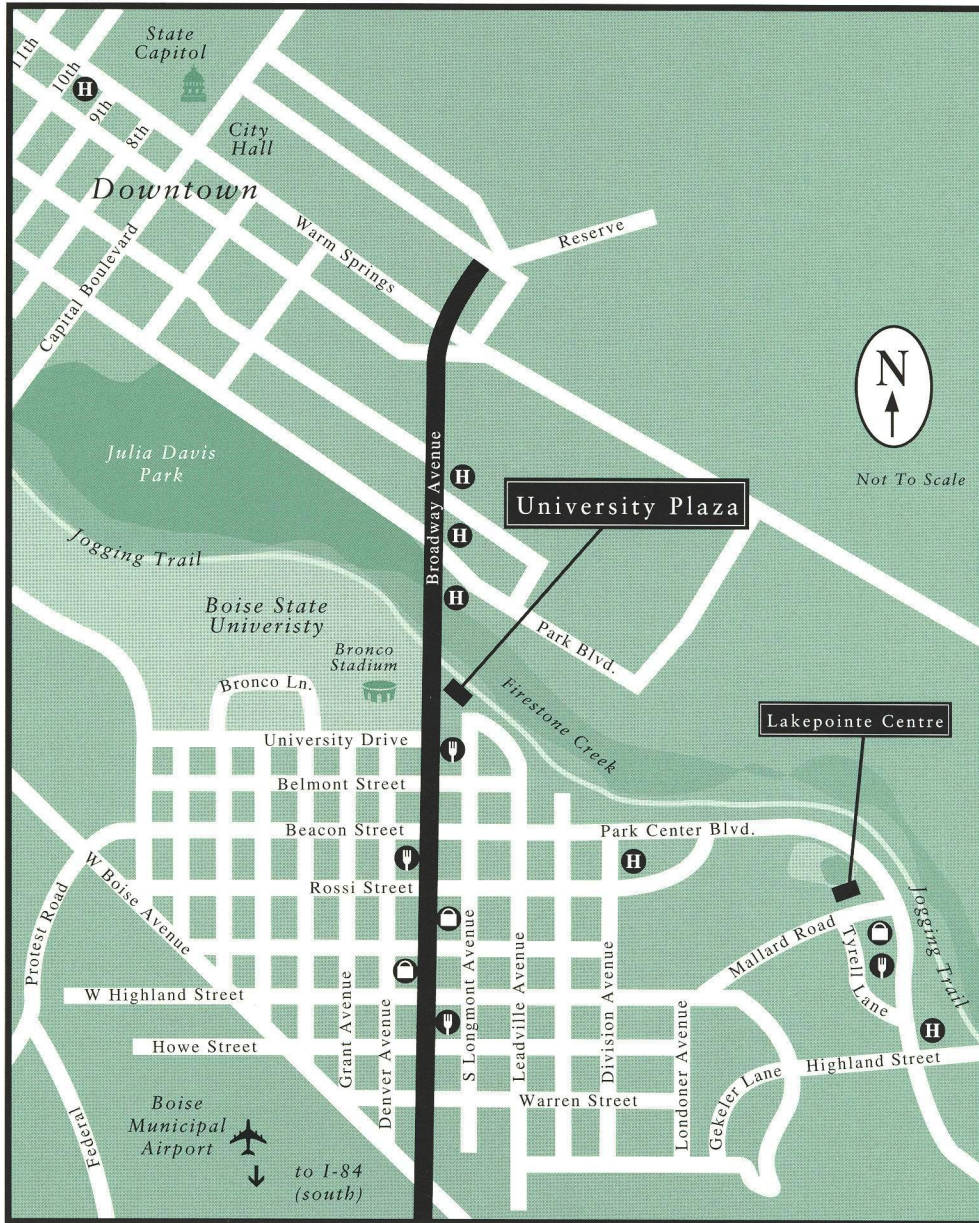 State
Capitol
11th
10th
H
9th
8th
City
Hall
Downtown
Warm Springs
Reserve
Capital Boulevard
N
Not To Scale
Julia Davis
Park
Broadway Avenue
H
H
H
University Plaza
Jogging Trail
Boise State
Univeristy
Bronco
Stadium
Bronco Ln.
Park Blvd.
Firestone Creek
Lakepointe Centre
University Drive
Belmont Street
Beacon Street
Park Center Blvd.
H
Rossi Street
W Boise Avenue
Protest Road
Mallard Road
Tyrell Lane
Jogging Trail
H
W Highland Street
Howe Street
Grant Avenue
Denver Avenue
S Longmont Avenue
Leadville Avenue
Division Avenue
Londoner Avenue
Gekeler Lane
Highland Street
Warren Street
Federal
Boise
Municipal
Airport
to I-84
(south)